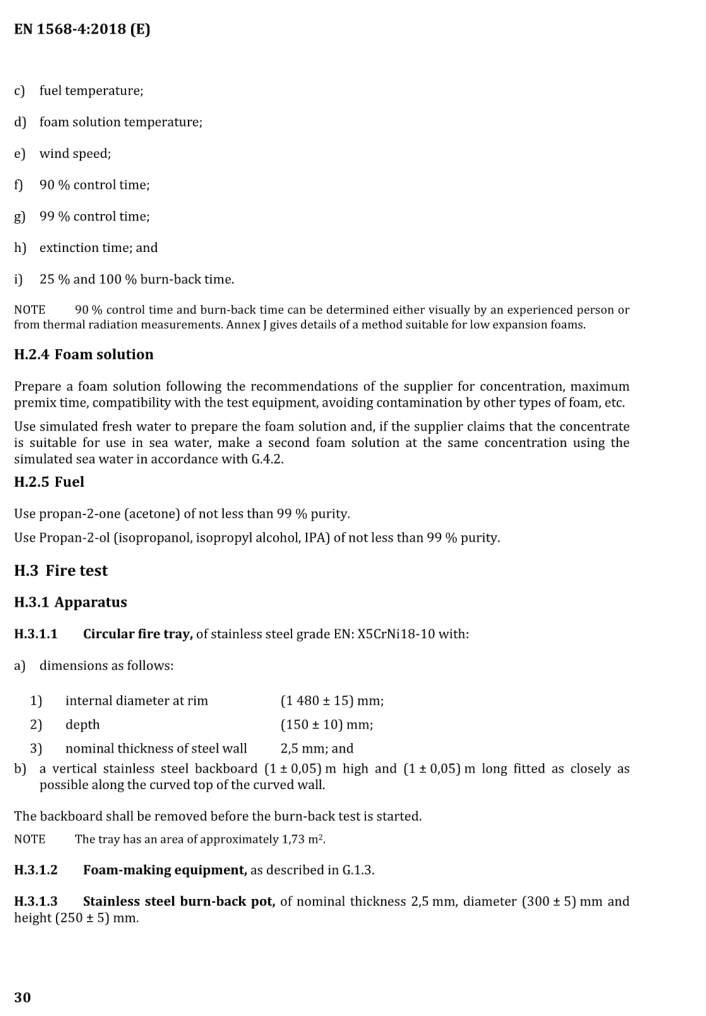 EN 1568-4:2018 (E)
c) fuel temperature;
d) foam solution temperature;
e) wind speed;
f) 90 % control time;
g) 99 % control time;
h) extinction time; and
i) 25 % and 100 % burn-back time.
NOTE 90 % control time and burn-back time can be determined either visually by an experienced person or
from thermal radiation measurements. Annex J gives details of a method suitable for low expansion foams.
H.2.4 Foam solution
Prepare a foam solution following the recommendations of the supplier for concentration, maximum
premix time, compatibility with the test equipment, avoiding contamination by other types of foam, etc.
Use simulated fresh water to prepare the foam solution and, if the supplier claims that the concentrate
is suitable for use in sea water, make a second foam solution at the same concentration using the
simulated sea water in accordance with G.4.2.
H.2.5 Fuel
Use propan-2-one (acetone) of not less than 99 % purity.
Use Propan-2-ol (isopropanol, isopropyl alcohol, IPA) of not less than 99 % purity.
H.3 Fire test
H.3.1 Apparatus
H.3.1.1 Circular fire tray, of stainless steel grade EN: X5CrNi18-10 with:
a) dimensions as follows:
1) internal diameter at rim (1 480 ± 15) mm;
2) depth (150 ± 10) mm;
3) nominal thickness of steel wall 2,5 mm; and
b) a vertical stainless steel backboard (1 ± 0,05) m high and (1 ± 0,05) m long fitted as closely as
possible along the curved top of the curved wall.
The backboard shall be removed before the burn-back test is started.
NOTE The tray has an area of approximately 1,73 m².
H.3.1.2 Foam-making equipment, as described in G.1.3.
H.3.1.3 Stainless steel burn-back pot, of nominal thickness 2,5 mm, diameter (300 ± 5) mm and
height (250 ± 5) mm.
30